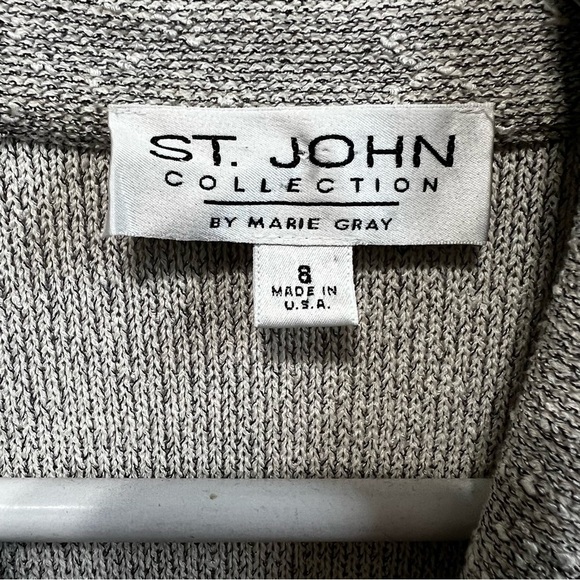 ST. JOHN
COLLECTION
BY MARIE GRAY
8
MADE IN
U.S.A.